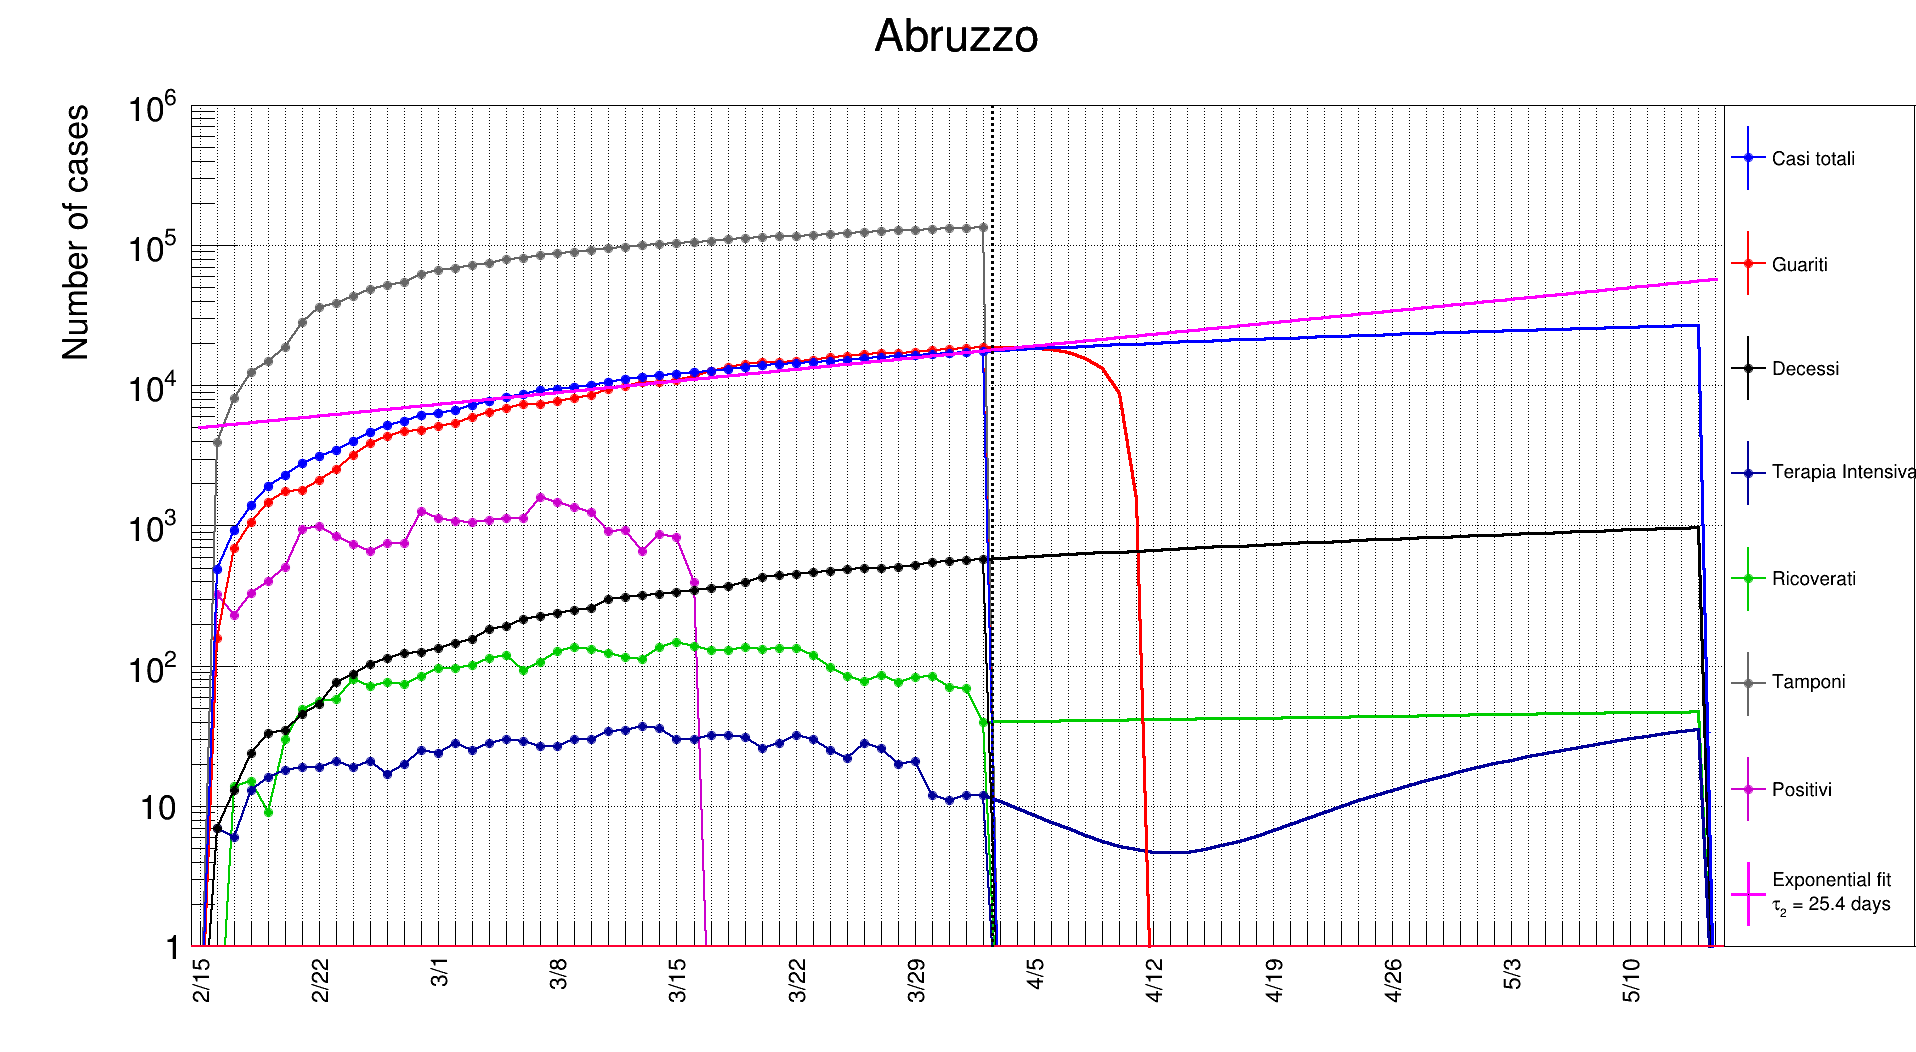 Abruzzo
Number of cases
10^6
10^5
10^4
10^3
10^2
10
1
2/15
2/22
3/1
3/8
3/15
3/22
3/29
4/5
4/12
4/19
4/26
5/3
5/10
Casi totali
Guariti
Decessi
Terapia Intensiva
Ricoverati
Tamponi
Positivi
Exponential fit
τ₂ = 25.4 days